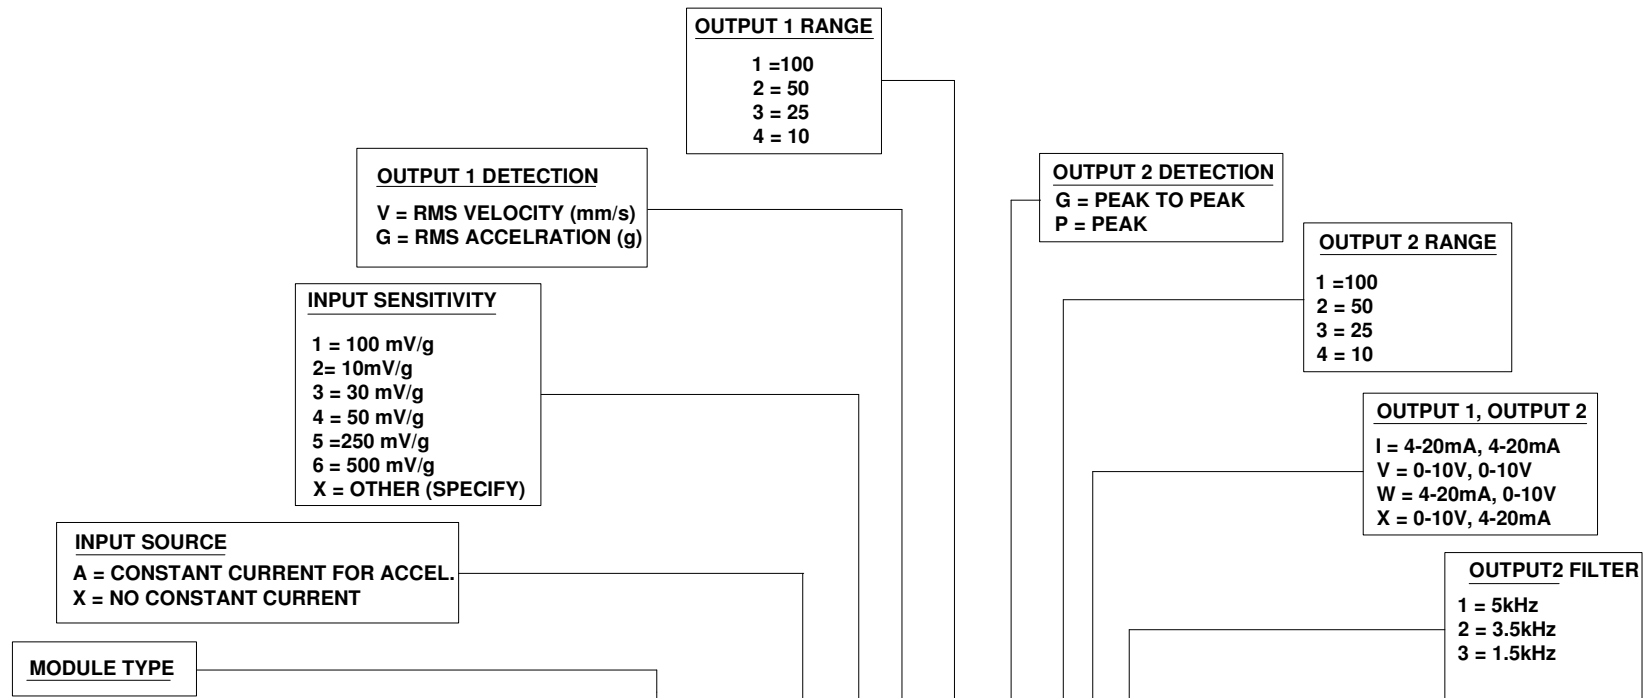 OUTPUT 1 RANGE
1 =100
2 = 50
3 = 25
4 = 10
OUTPUT 1 DETECTION
V = RMS VELOCITY (mm/s)
G = RMS ACCELRATION (g)
OUTPUT 2 DETECTION
G = PEAK TO PEAK
P = PEAK
OUTPUT 2 RANGE
1 =100
2 = 50
3 = 25
4 = 10
INPUT SENSITIVITY
1 = 100 mV/g
2= 10mV/g
3 = 30 mV/g
4 = 50 mV/g
5 =250 mV/g
6 = 500 mV/g
X = OTHER (SPECIFY)
OUTPUT 1, OUTPUT 2
I = 4-20mA, 4-20mA
V = 0-10V, 0-10V
W = 4-20mA, 0-10V
X = 0-10V, 4-20mA
INPUT SOURCE
A = CONSTANT CURRENT FOR ACCEL.
X = NO CONSTANT CURRENT
OUTPUT2 FILTER
1 = 5kHz
2 = 3.5kHz
3 = 1.5kHz
MODULE TYPE